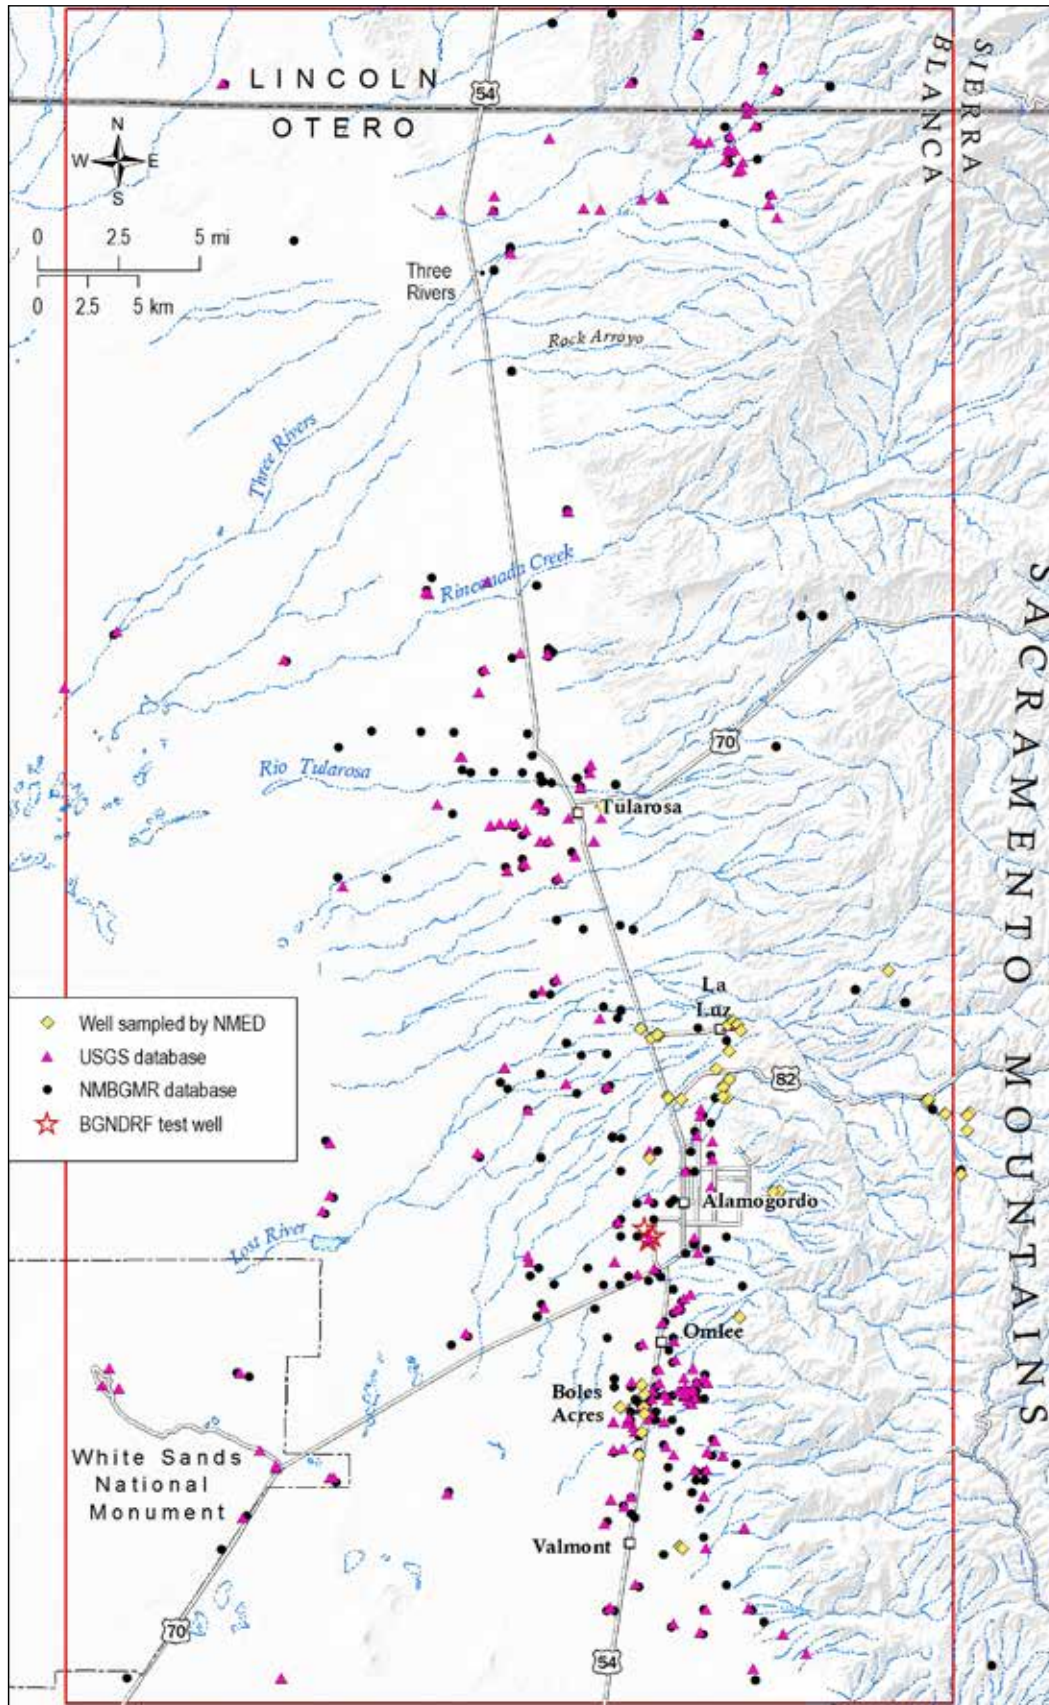 LINCOLN
OTERO
54
SIERRA
BLANCA
N
W E
S
0 2.5 5 mi
0 2.5 5 km
Three
Rivers
Rock Arroyo
Three Rivers
Rinconada Creek
SACRAMENTO MOUNTAINS
70
Rio Tularosa
Tularosa
La
Luz
Well sampled by NMED
USGS database
NMBGMR database
BGNDRF test well
82
Alamogordo
Lost River
Omlee
Boles
Acres
White Sands
National
Monument
Valmont
70
54